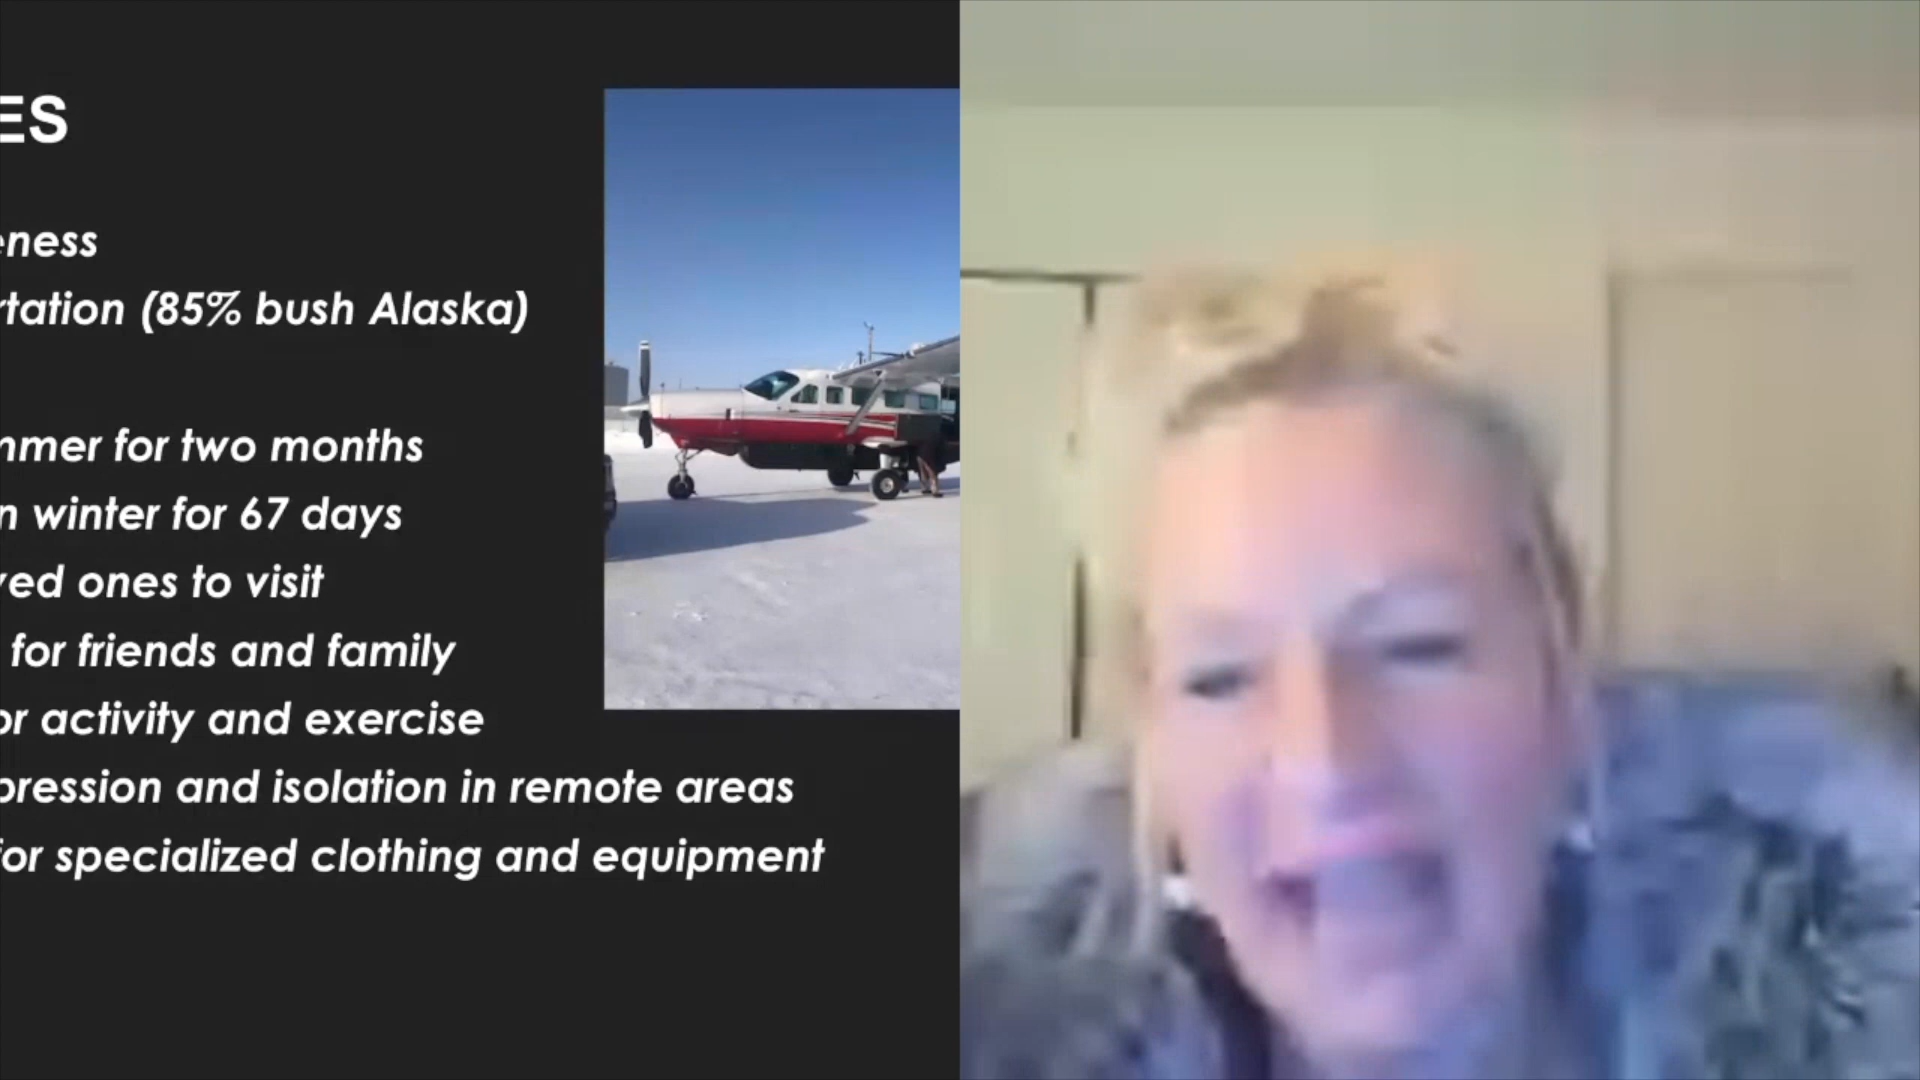 ES
eness
rtation (85% bush Alaska)
nmer for two months
n winter for 67 days
ved ones to visit
for friends and family
or activity and exercise
pression and isolation in remote areas
for specialized clothing and equipment